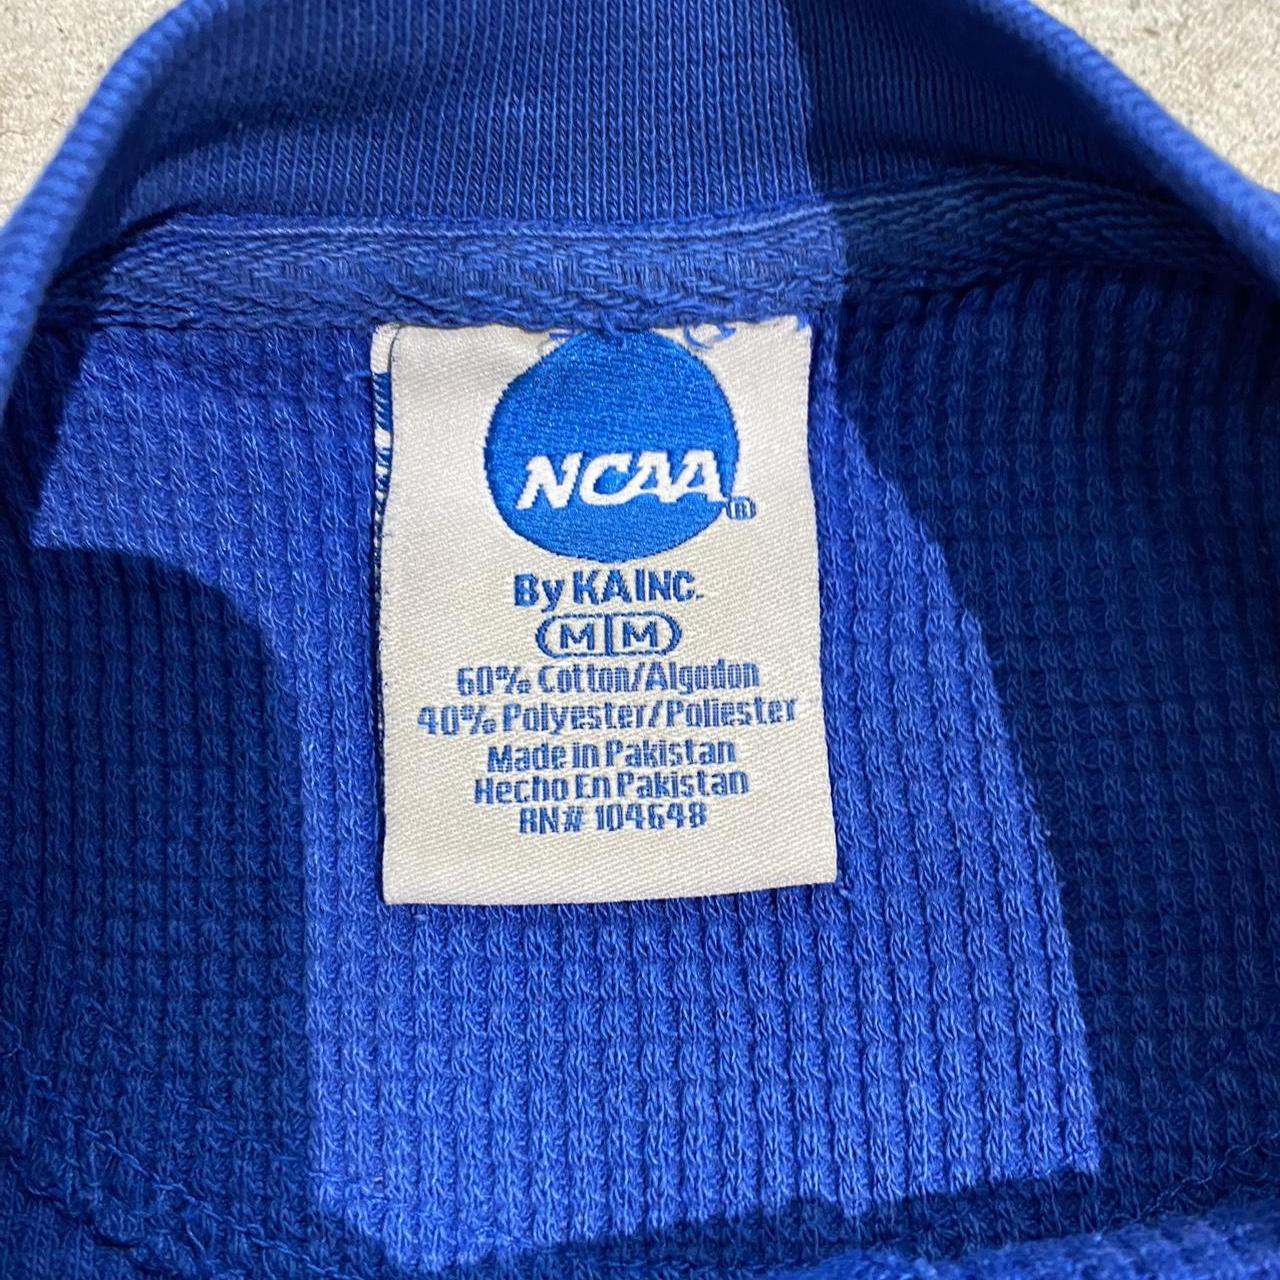 NCAA®
By KA INC.
M M
60% Cotton/Algodon
40% Polyester/Poliester
Made in Pakistan
Hecho En Pakistan
RN# 104648